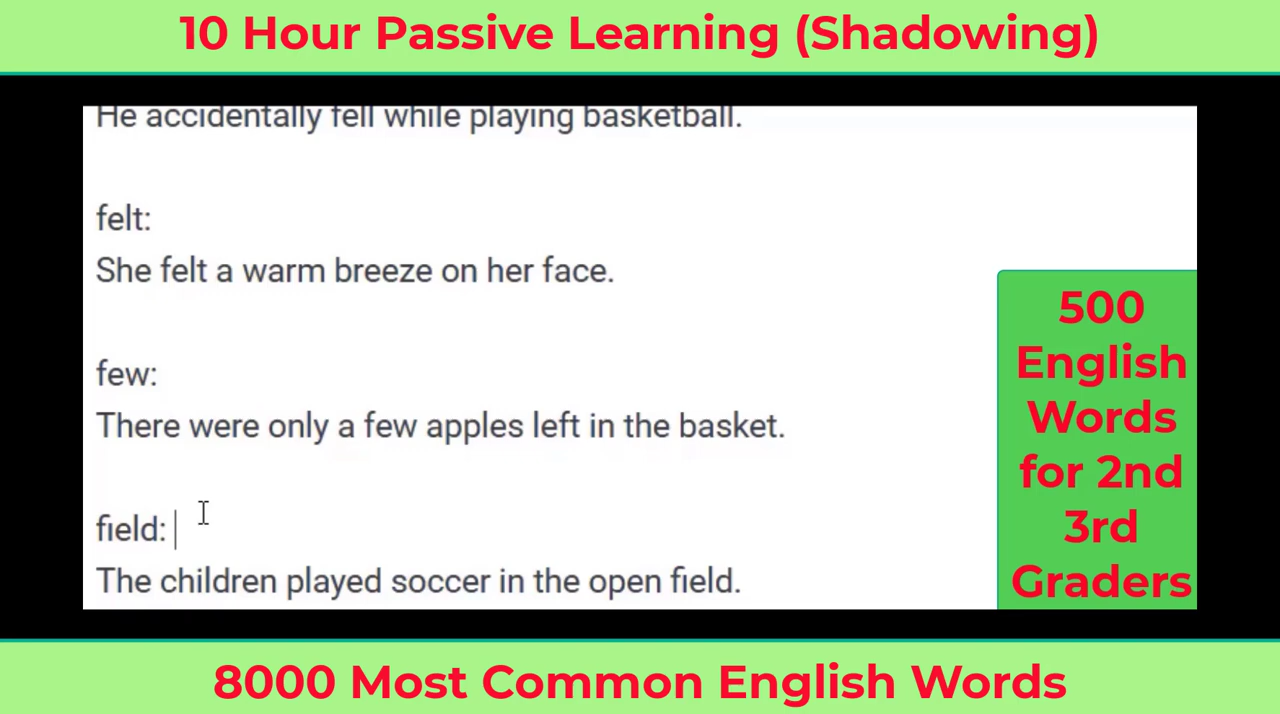 10 Hour Passive Learning (Shadowing)
He accidentally fell while playing basketball.
felt:
She felt a warm breeze on her face.
few:
There were only a few apples left in the basket.
field:
The children played soccer in the open field.
500
English
Words
for 2nd
3rd
Graders
8000 Most Common English Words